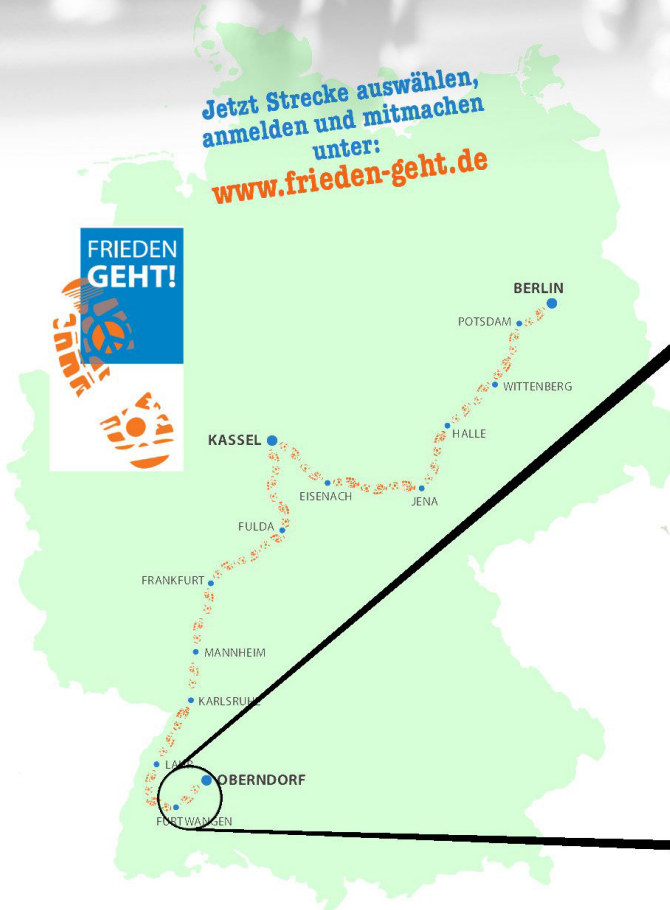 Jetzt Strecke auswählen,
anmelden und mitmachen
unter:
www.frieden-geht.de
FRIEDEN
GEHT!
BERLIN
POTSDAM
WITTENBERG
HALLE
KASSEL
EISENACH
JENA
FULDA
FRANKFURT
MANNHEIM
KARLSRUHE
LAHR
OBERNDORF
FURTWANGEN